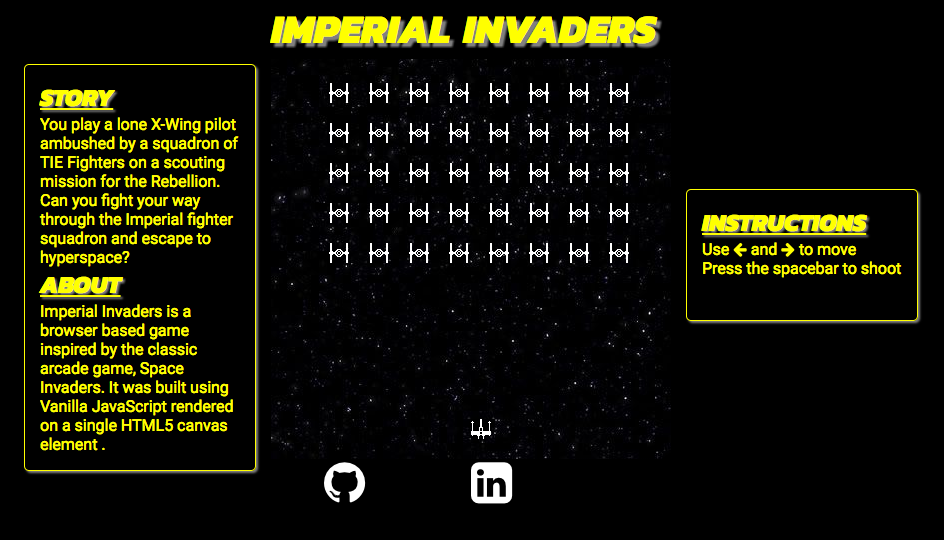 IMPERIAL INVADERS
STORY
You play a lone X-Wing pilot
ambushed by a squadron of
TIE Fighters on a scouting
mission for the Rebellion.
Can you fight your way
through the Imperial fighter
squadron and escape to
hyperspace?
ABOUT
Imperial Invaders is a
browser based game
inspired by the classic
arcade game, Space
Invaders. It was built using
Vanilla JavaScript rendered
on a single HTML5 canvas
element .
INSTRUCTIONS
Use ← and → to move
Press the spacebar to shoot
in